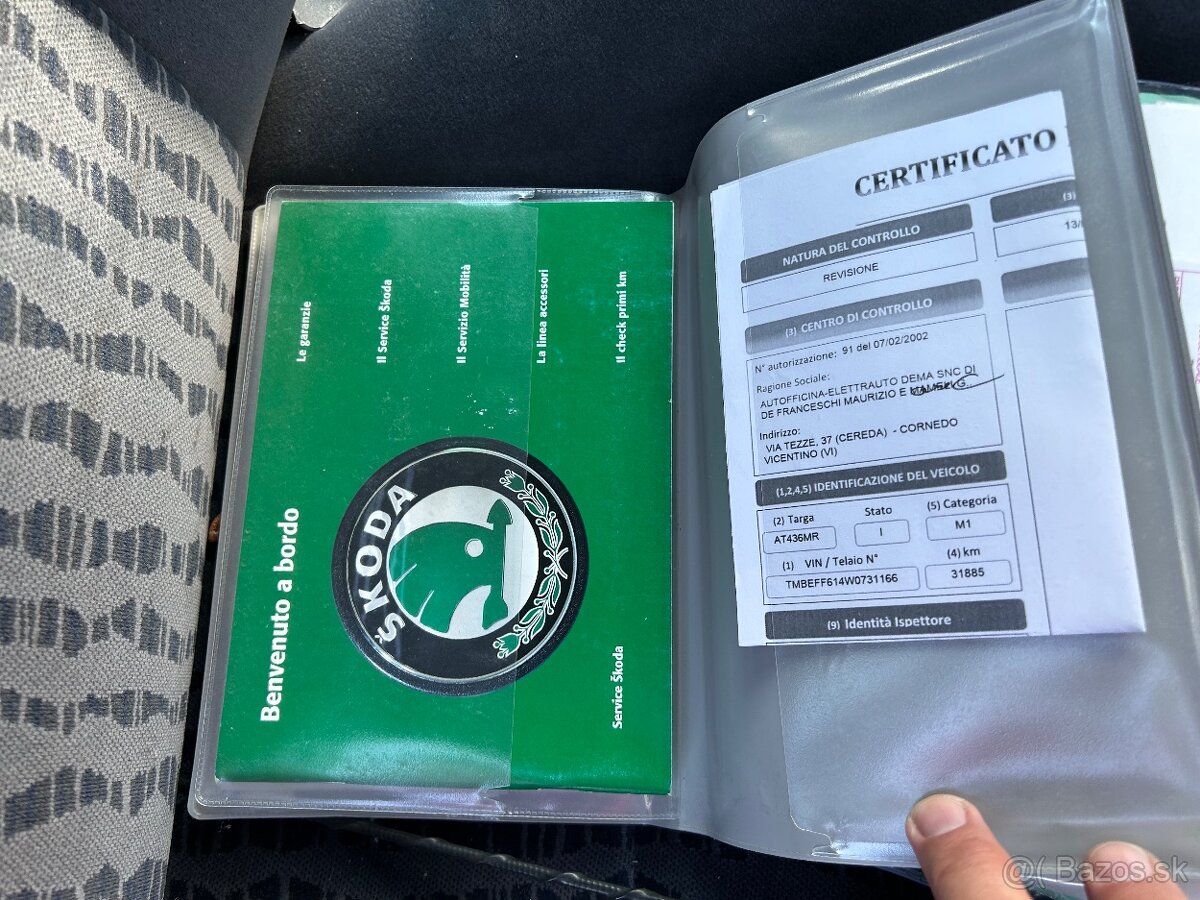 Le garanzie
Il Service Škoda
Il Servizio Mobilità
La linea accessori
Il check primi km
Benvenuto a bordo
ŠKODA
Service Škoda
CERTIFICATO
NATURA DEL CONTROLLO
(3)
REVISIONE
13/
(3) CENTRO DI CONTROLLO
N° autorizzazione: 91 del 07/02/2002
Ragione Sociale:
AUTOFFICINA-ELETTRAUTO DEMA SNC DI
DE FRANCESCHI MAURIZIO E
Indirizzo:
VIA TEZZE, 37 (CEREDA) - CORNEDO
VICENTINO (VI)
(1,2,4,5) IDENTIFICAZIONE DEL VEICOLO
(2) Targa Stato (5) Categoria
AT436MR I M1
(1) VIN / Telaio N° (4) km
TMBEFF614W0731166 31885
(9) Identità Ispettore
@( Bazos.sk